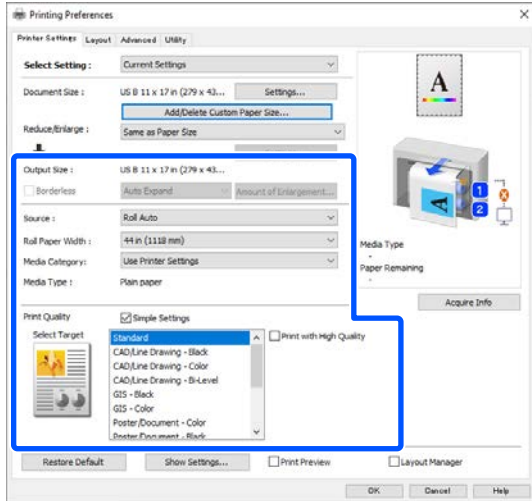 Printing Preferences
Printer Settings Layout Advanced Utility
Select Setting : Current Settings
Document Size : US B 11 x 17 in (279 x 43... Settings...
Add/Delete Custom Paper Size...
Reduce/Enlarge : Same as Paper Size
Output Size : US B 11 x 17 in (279 x 43...
Borderless Auto Expand Amount of Enlargement...
Source : Roll Auto
Roll Paper Width : 44 in (1118 mm)
Media Category: Use Printer Settings
Media Type : Plain paper
Print Quality Simple Settings
Select Target
Standard
CAD/Line Drawing - Black
CAD/Line Drawing - Color
CAD/Line Drawing - Bi-Level
GIS - Black
GIS - Color
Poster/Document - Color
Poster/Document - Black
Print with High Quality
A
A
1
2
Media Type
-
Paper Remaining
-
Acquire Info
Restore Default Show Settings... Print Preview Layout Manager
OK Cancel Help